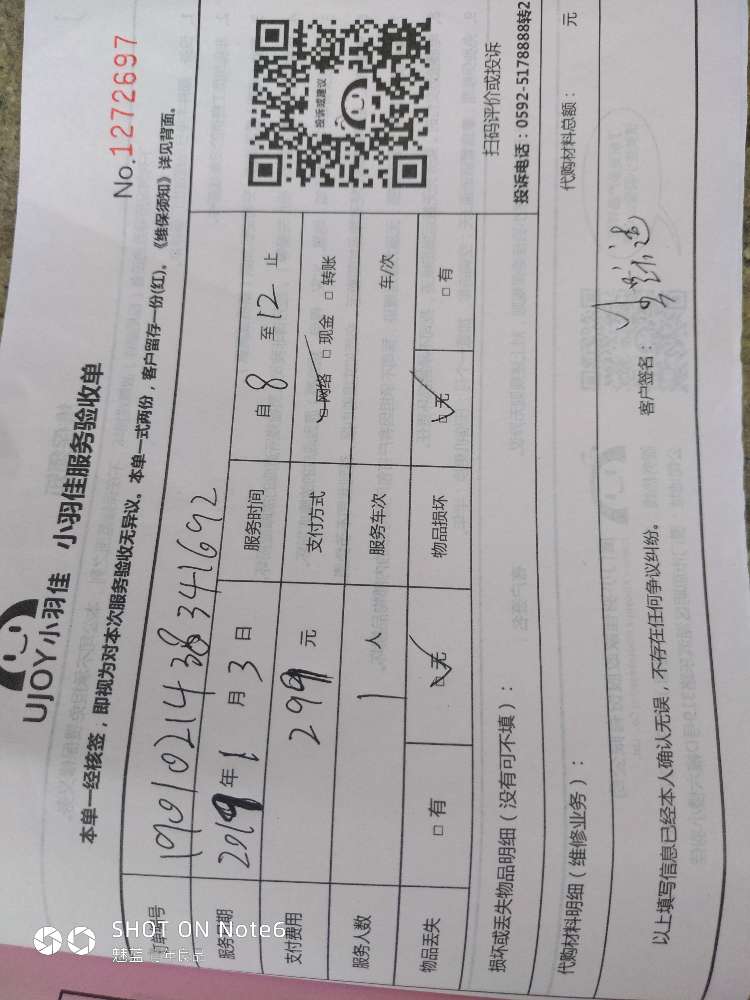 UJOY小羽佳 小羽佳服务验收单
No.1272697
本单一经核签，即视为对本次服务验收无异议。本单一式两份，客户留存一份(红)。《维保须知》详见背面。
订单编号 1901021438341692
服务日期 2019年1月3日 服务时间 自8至12止
支付费用 299元 支付方式 ☑网络 □现金 □转账
服务人数 1人 服务车次 车/次
物品丢失 □有 ☑无 物品损坏 ☑无 □有
投诉或建议
扫码评价或投诉
投诉电话：0592-5178888转2
损坏或丢失物品明细（没有可不填）：
代购材料明细（维修业务）： 代购材料总额： 元
以上填写信息已经本人确认无误，不存在任何争议纠纷。 客户签名：
SHOT ON Note6